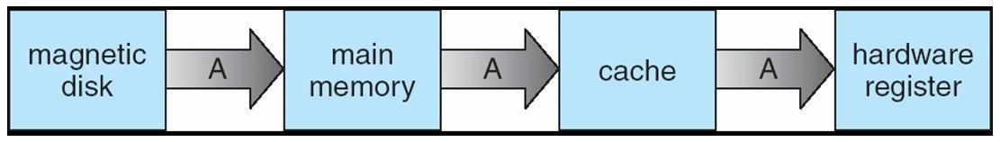 magnetic
disk
A
main
memory
A
cache
A
hardware
register